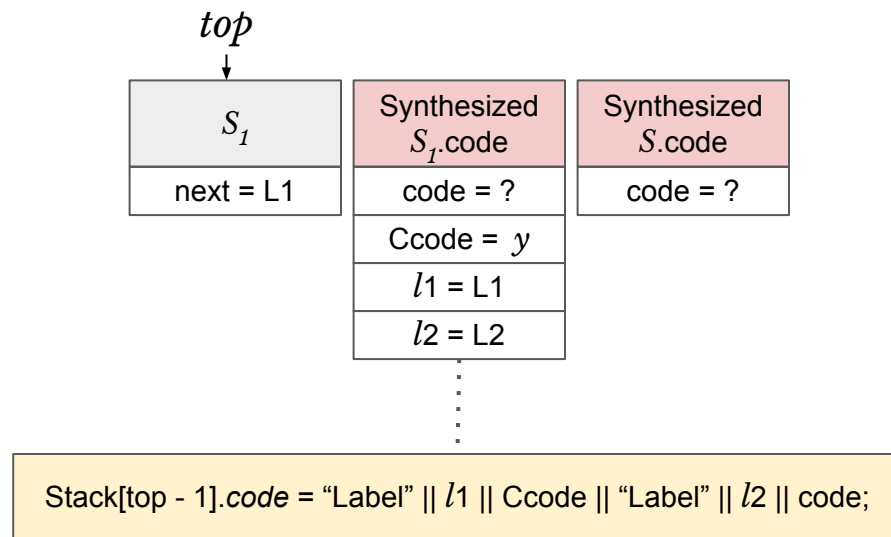 top
S1
next = L1
Synthesized
S1.code
code = ?
Ccode = y
l1 = L1
l2 = L2
Synthesized
S.code
code = ?
Stack[top - 1].code = “Label” || l1 || Ccode || “Label” || l2 || code;